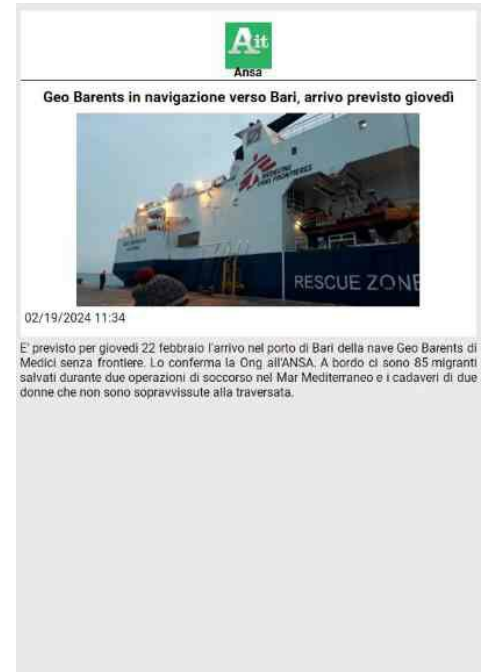 Ait
Ansa
Geo Barents in navigazione verso Bari, arrivo previsto giovedì
MEDECINS
SANS FRONTIERES
RESCUE ZONE
02/19/2024 11:34
E' previsto per giovedì 22 febbraio l'arrivo nel porto di Bari della nave Geo Barents di
Medici senza frontiere. Lo conferma la Ong all'ANSA. A bordo ci sono 85 migranti
salvati durante due operazioni di soccorso nel Mar Mediterraneo e i cadaveri di due
donne che non sono sopravvissute alla traversata.